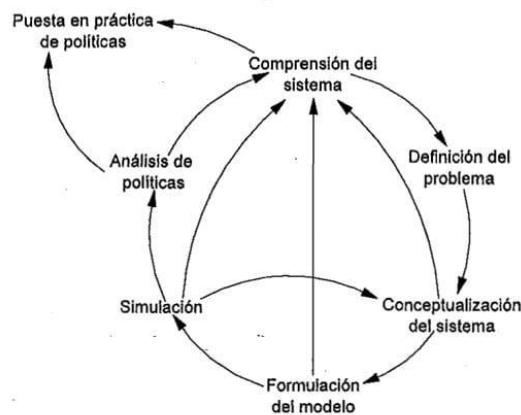 Puesta en práctica
de políticas
Comprensión del
sistema
Análisis de
políticas
Definición del
problema
Simulación
Conceptualización
del sistema
Formulación
del modelo